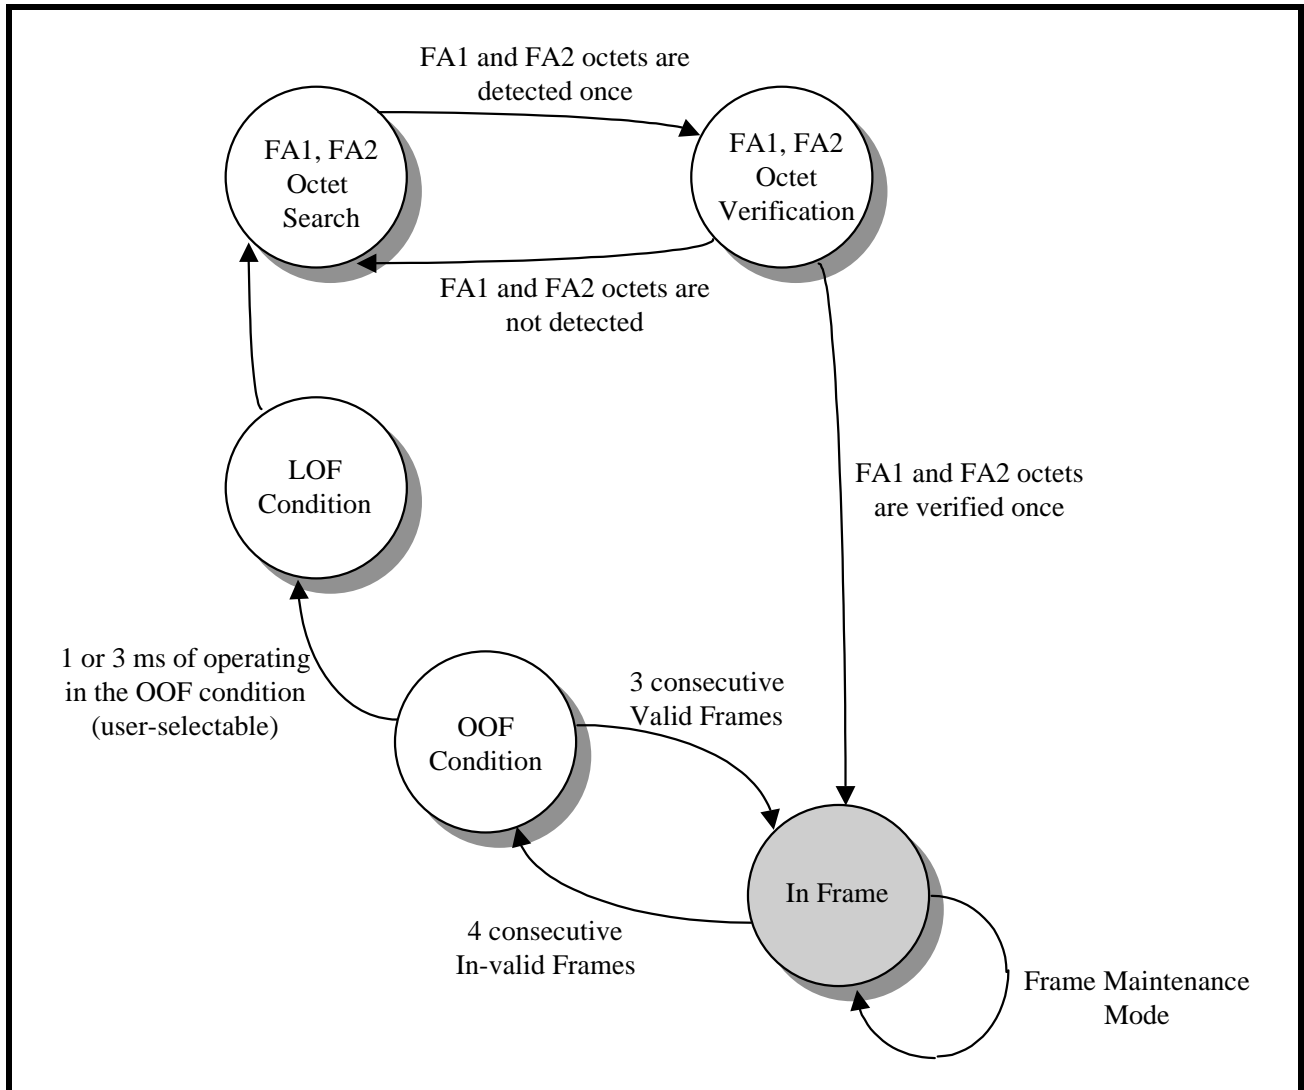 FA1 and FA2 octets are
detected once
FA1, FA2
Octet
Search
FA1, FA2
Octet
Verification
FA1 and FA2 octets are
not detected
LOF
Condition
FA1 and FA2 octets
are verified once
1 or 3 ms of operating
in the OOF condition
(user-selectable)
3 consecutive
Valid Frames
OOF
Condition
In Frame
4 consecutive
In-valid Frames
Frame Maintenance
Mode